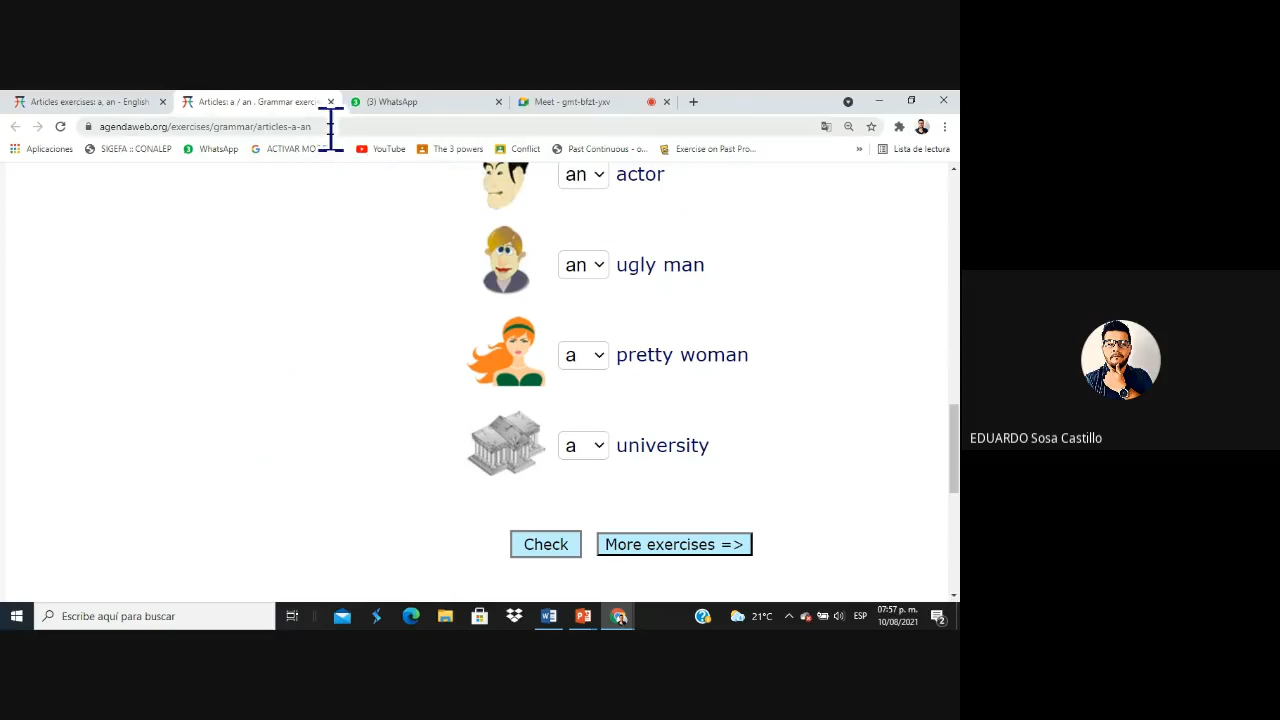 Articles exercises: a, an - English
Articles: a / an . Grammar exerci
(3) WhatsApp
Meet - gmt-bfzt-yxv
agendaweb.org/exercises/grammar/articles-a-an
Aplicaciones
SIGEFA :: CONALEP
WhatsApp
ACTIVAR
YouTube
The 3 powers
Conflict
Past Continuous - o...
Exercise on Past Pro...
»
Lista de lectura
an actor
an ugly man
a pretty woman
a university
Check
More exercises =>
EDUARDO Sosa Castillo
Escribe aquí para buscar
21°C
ESP
07:57 p. m.
10/08/2021
2